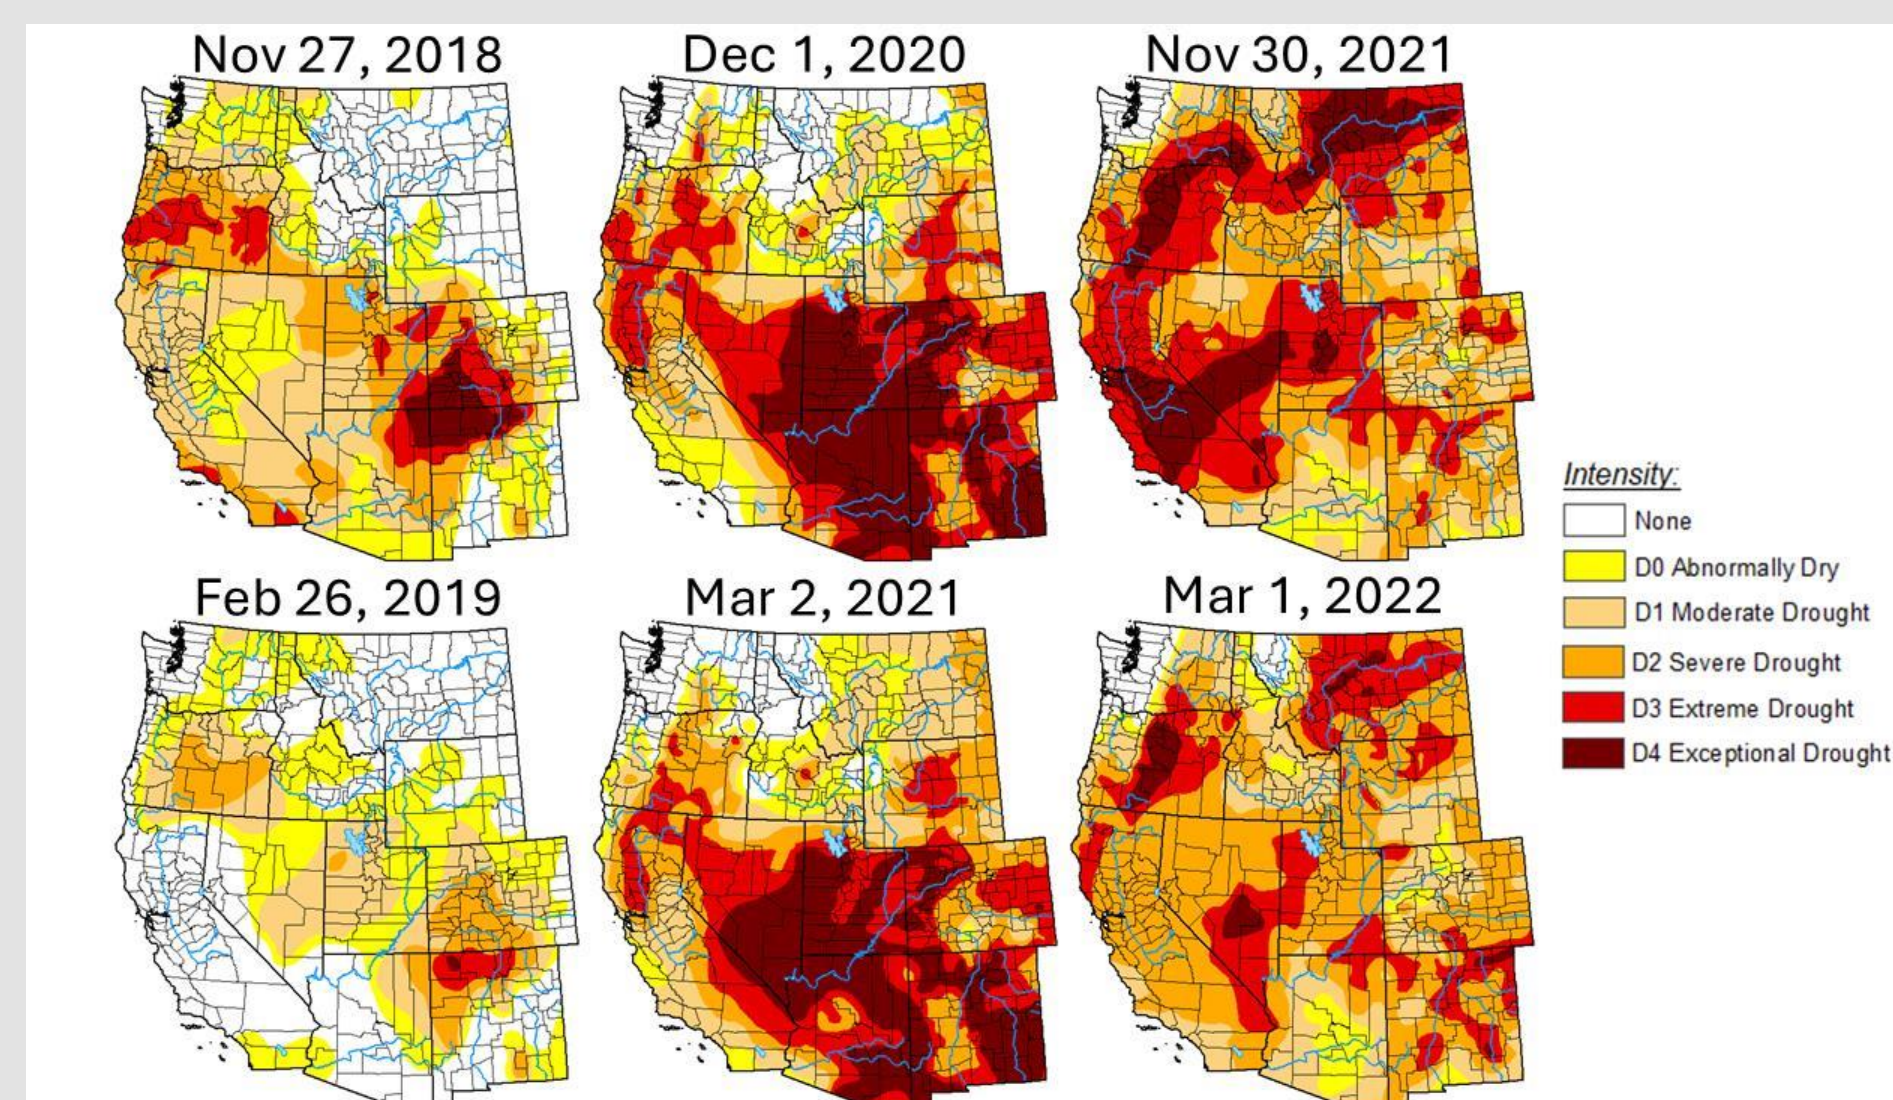 Nov 27, 2018
Dec 1, 2020
Nov 30, 2021
Intensity:
None
D0 Abnormally Dry
D1 Moderate Drought
D2 Severe Drought
D3 Extreme Drought
D4 Exceptional Drought
Feb 26, 2019
Mar 2, 2021
Mar 1, 2022